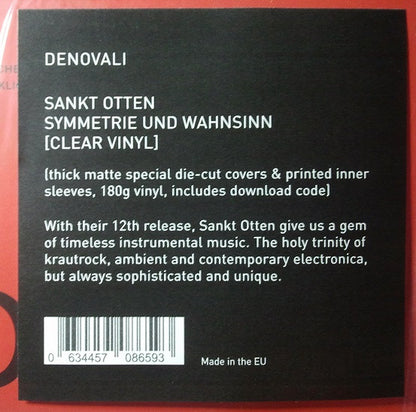 DENOVALI
SANKT OTTEN
SYMMETRIE UND WAHNSINN
[CLEAR VINYL]
(thick matte special die-cut covers & printed inner
sleeves, 180g vinyl, includes download code)
With their 12th release, Sankt Otten give us a gem
of timeless instrumental music. The holy trinity of
krautrock, ambient and contemporary electronica,
but always sophisticated and unique.
0 634457 086593
Made in the EU